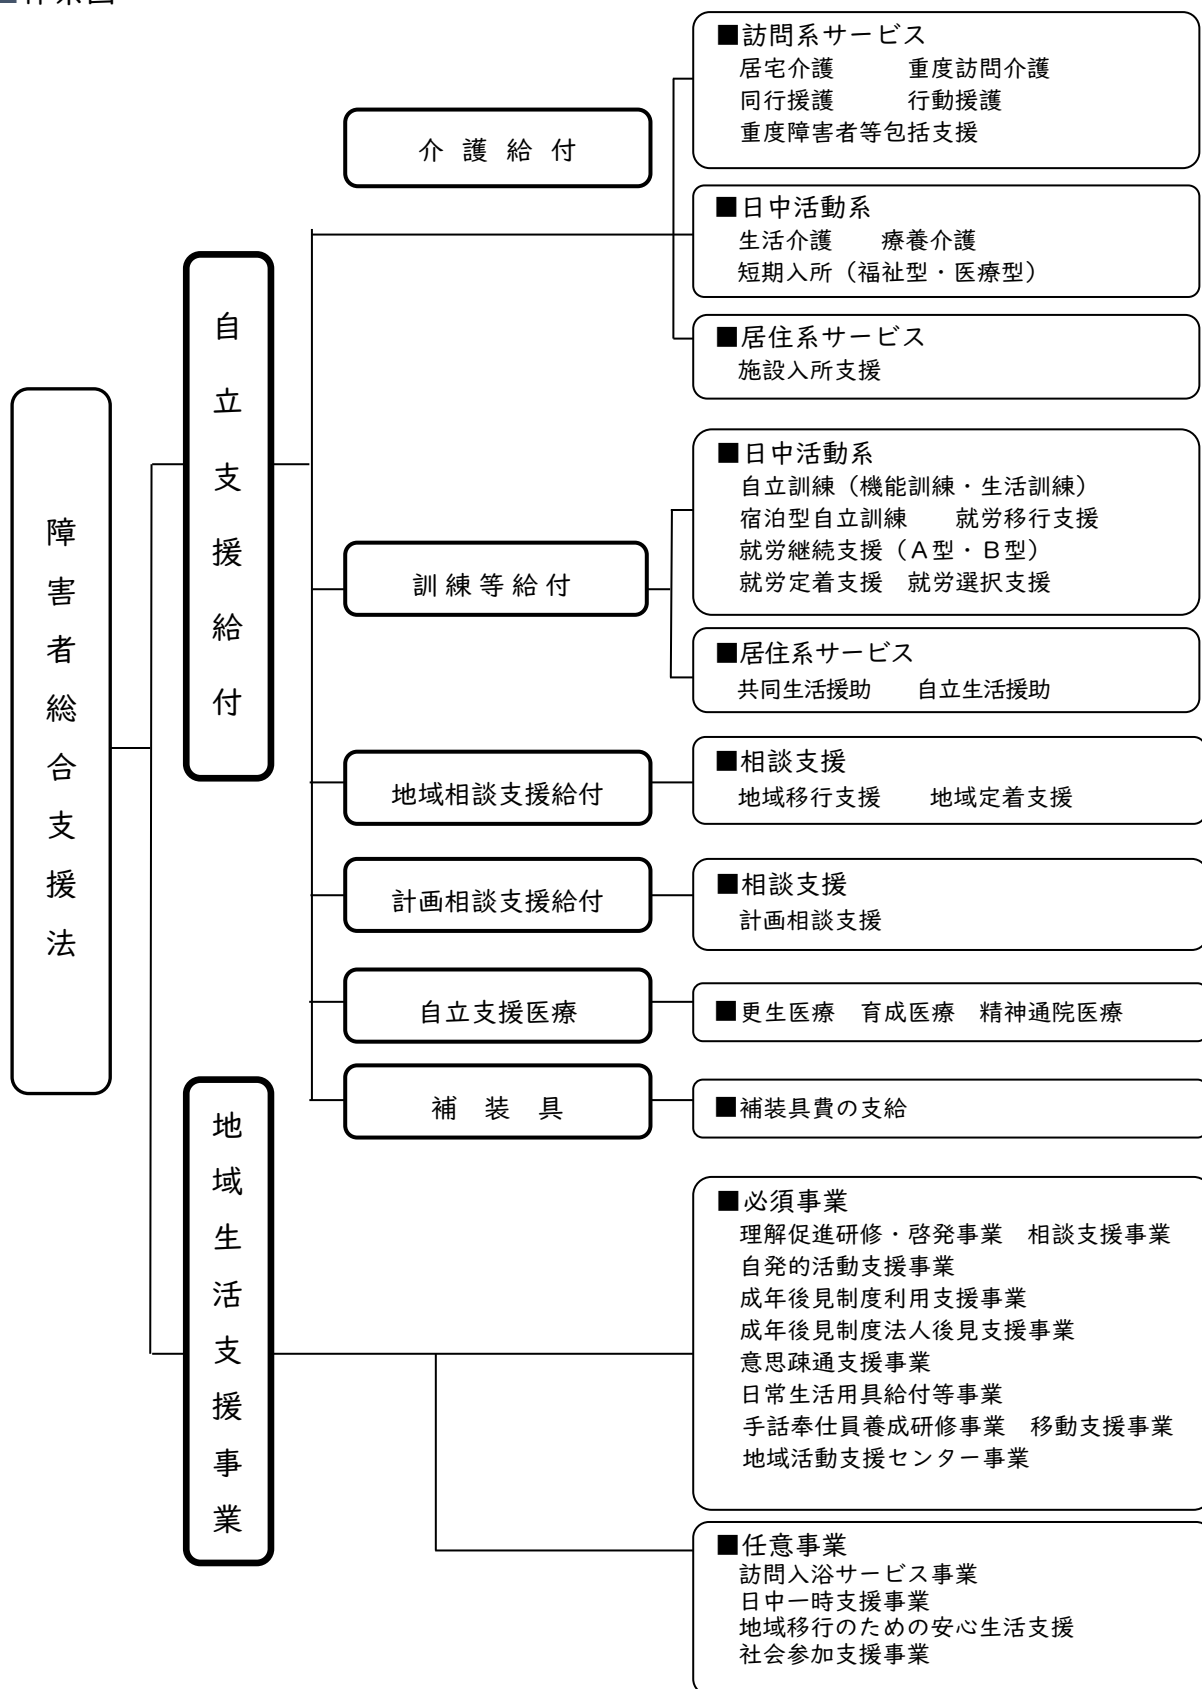 ■体系図
障害者総合支援法
自立支援給付
介護給付
■訪問系サービス
居宅介護　　　重度訪問介護
同行援護　　　行動援護
重度障害者等包括支援
■日中活動系
生活介護　　療養介護
短期入所（福祉型・医療型）
■居住系サービス
施設入所支援
訓練等給付
■日中活動系
自立訓練（機能訓練・生活訓練）
宿泊型自立訓練　　就労移行支援
就労継続支援（Ａ型・Ｂ型）
就労定着支援　就労選択支援
■居住系サービス
共同生活援助　　自立生活援助
地域相談支援給付
■相談支援
地域移行支援　　地域定着支援
計画相談支援給付
■相談支援
計画相談支援
自立支援医療
■更生医療　育成医療　精神通院医療
補装具
■補装具費の支給
地域生活支援事業
■必須事業
理解促進研修・啓発事業　相談支援事業
自発的活動支援事業
成年後見制度利用支援事業
成年後見制度法人後見支援事業
意思疎通支援事業
日常生活用具給付等事業
手話奉仕員養成研修事業　移動支援事業
地域活動支援センター事業
■任意事業
訪問入浴サービス事業
日中一時支援事業
地域移行のための安心生活支援
社会参加支援事業